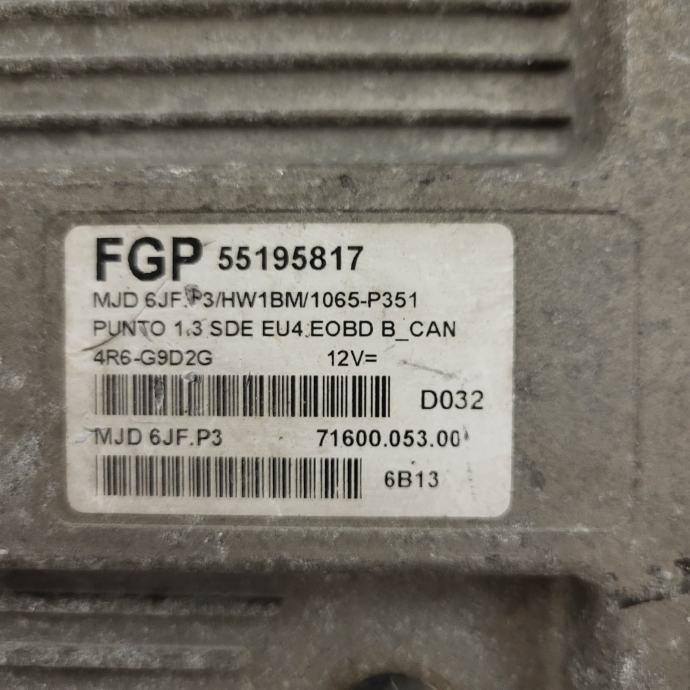 FGP 55195817
MJD 6JF.P3/HW1BM/1065-P351
PUNTO 1.3 SDE EU4 EOBD B_CAN
4R6-G9D2G 12V=
D032
MJD 6JF.P3 71600.053.00
6B13